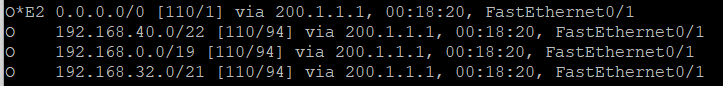 O*E2 0.0.0.0/0 [110/1] via 200.1.1.1, 00:18:20, FastEthernet0/1
O    192.168.40.0/22 [110/94] via 200.1.1.1, 00:18:20, FastEthernet0/1
O    192.168.0.0/19 [110/94] via 200.1.1.1, 00:18:20, FastEthernet0/1
O    192.168.32.0/21 [110/94] via 200.1.1.1, 00:18:20, FastEthernet0/1